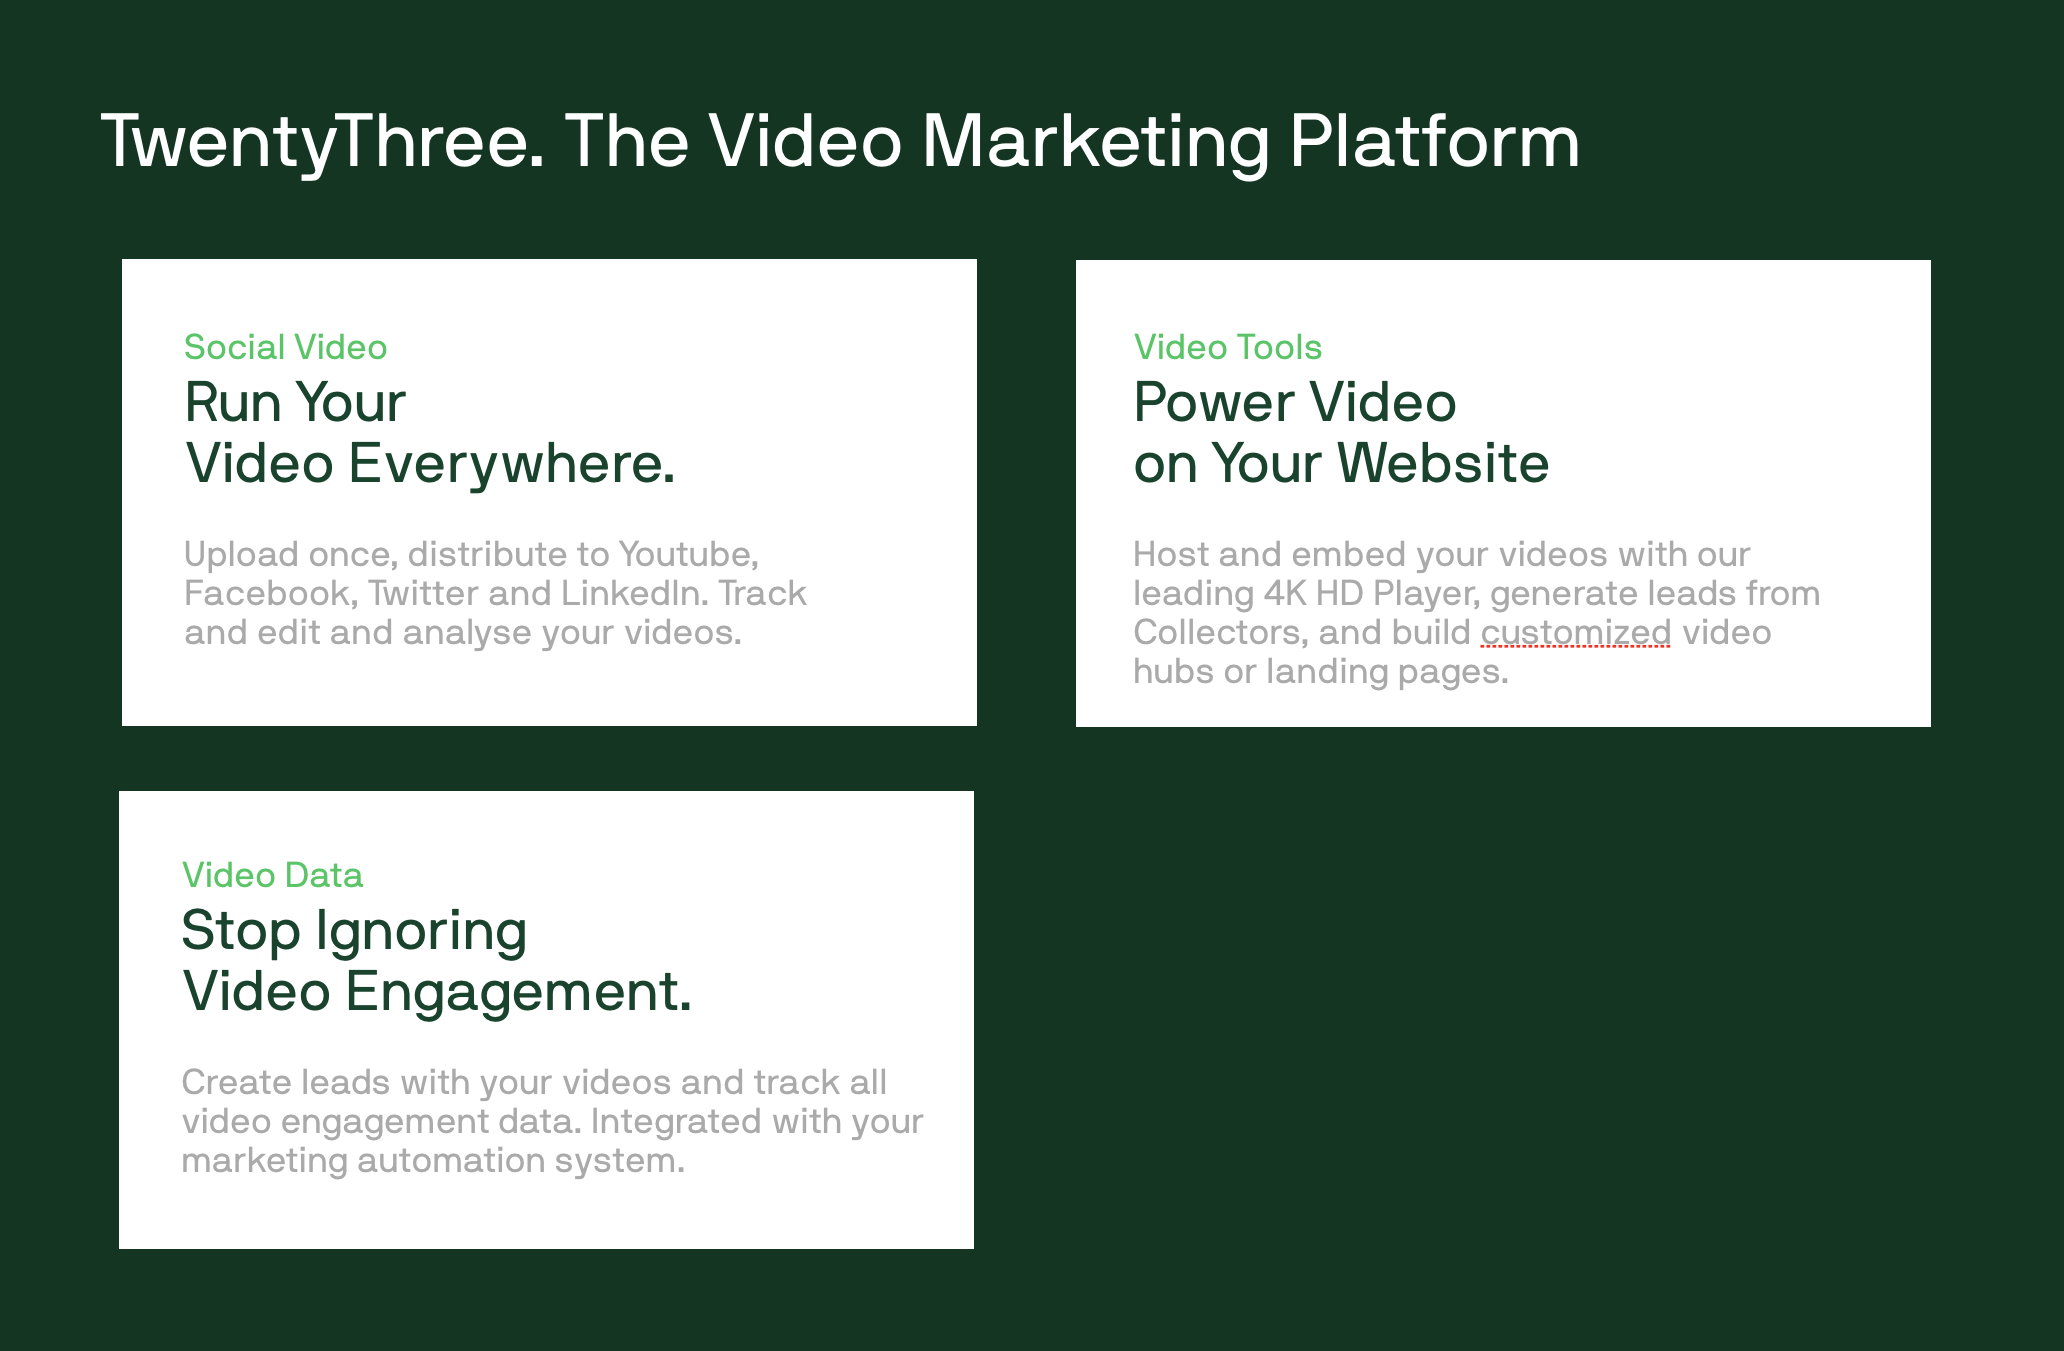 TwentyThree. The Video Marketing Platform
Social Video
Run Your
Video Everywhere.
Upload once, distribute to Youtube,
Facebook, Twitter and LinkedIn. Track
and edit and analyse your videos.
Video Tools
Power Video
on Your Website
Host and embed your videos with our
leading 4K HD Player, generate leads from
Collectors, and build customized video
hubs or landing pages.
Video Data
Stop Ignoring
Video Engagement.
Create leads with your videos and track all
video engagement data. Integrated with your
marketing automation system.